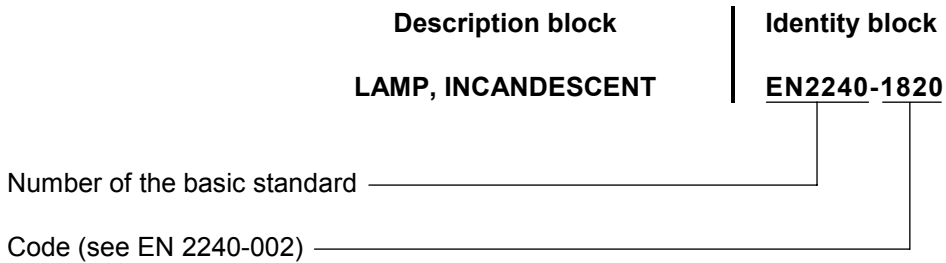 Description block Identity block
LAMP, INCANDESCENT EN2240-1820
Number of the basic standard
Code (see EN 2240-002)